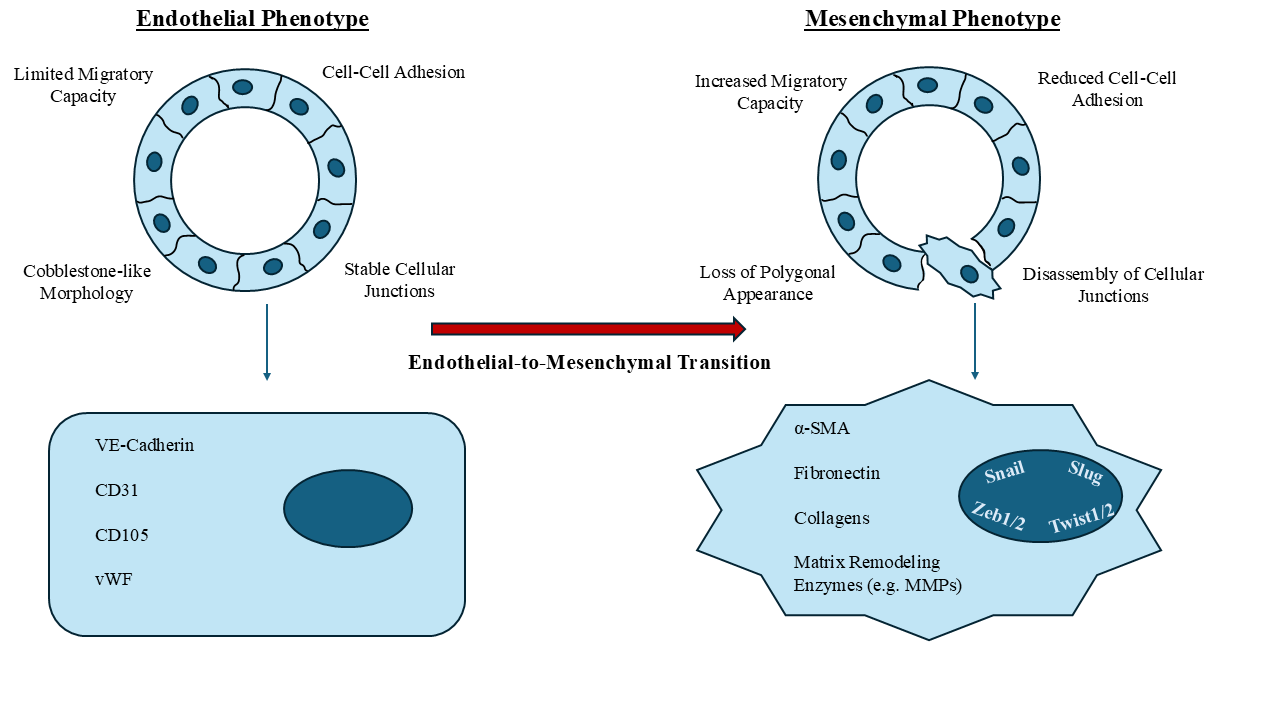 Endothelial Phenotype
Limited Migratory
Capacity
Cell-Cell Adhesion
Cobblestone-like
Morphology
Stable Cellular
Junctions
Mesenchymal Phenotype
Increased Migratory
Capacity
Reduced Cell-Cell
Adhesion
Loss of Polygonal
Appearance
Disassembly of Cellular
Junctions
Endothelial-to-Mesenchymal Transition
VE-Cadherin
CD31
CD105
vWF
α-SMA
Fibronectin
Collagens
Matrix Remodeling
Enzymes (e.g. MMPs)
Snail
Slug
Zeb1/2
Twist1/2